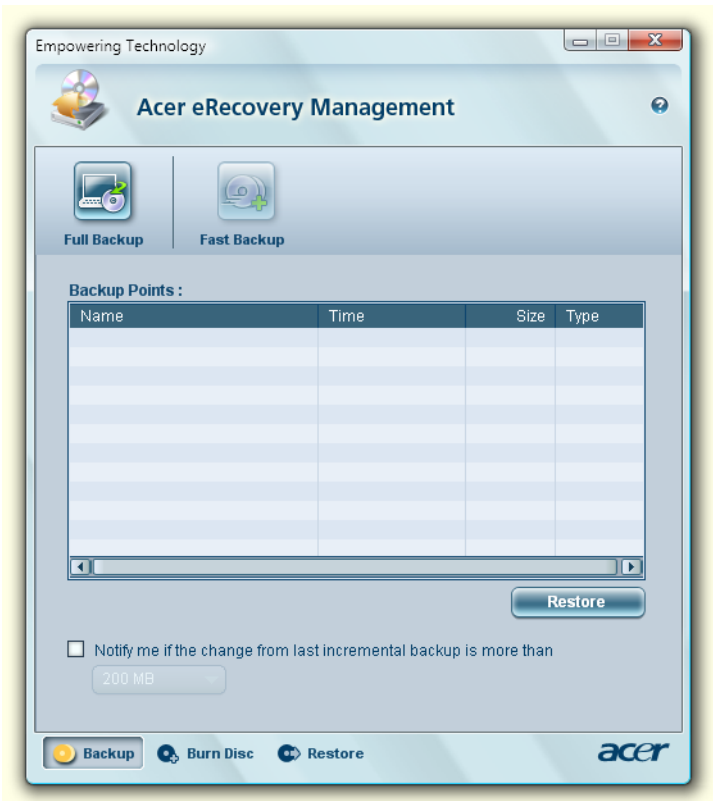 Empowering Technology
Acer eRecovery Management
Full Backup
Fast Backup
Backup Points :
Name Time Size Type
Restore
Notify me if the change from last incremental backup is more than
200 MB
Backup Burn Disc Restore acer